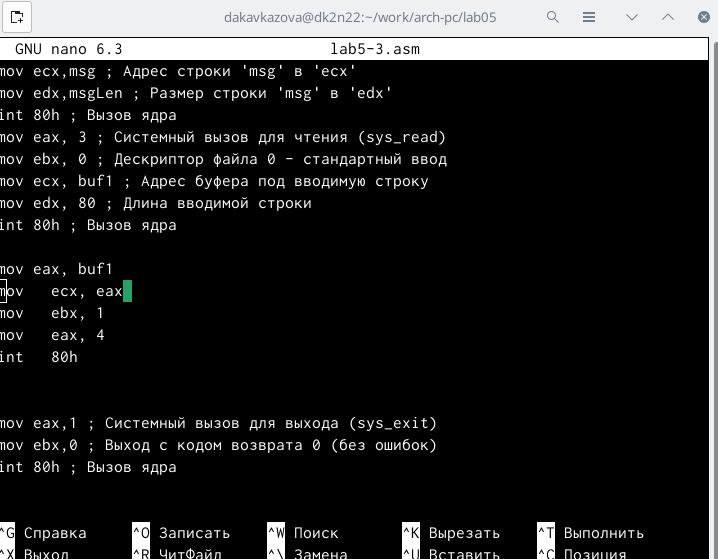 dakavkazova@dk2n22:~/work/arch-pc/lab05
GNU nano 6.3 lab5-3.asm
mov ecx,msg ; Адрес строки 'msg' в 'ecx'
mov edx,msgLen ; Размер строки 'msg' в 'edx'
int 80h ; Вызов ядра
mov eax, 3 ; Системный вызов для чтения (sys_read)
mov ebx, 0 ; Дескриптор файла 0 - стандартный ввод
mov ecx, buf1 ; Адрес буфера под вводимую строку
mov edx, 80 ; Длина вводимой строки
int 80h ; Вызов ядра
mov eax, buf1
mov ecx, eax
mov ebx, 1
mov eax, 4
int 80h
mov eax,1 ; Системный вызов для выхода (sys_exit)
mov ebx,0 ; Выход с кодом возврата 0 (без ошибок)
int 80h ; Вызов ядра
^G Справка ^O Записать ^W Поиск ^K Вырезать ^T Выполнить
^X Выход ^R ЧитФайл ^\ Замена ^U Вставить ^C Позиция